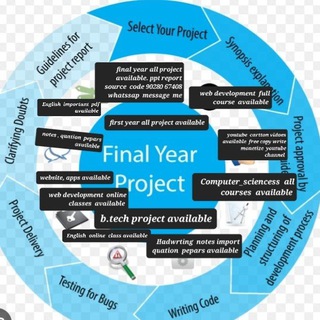 Select Your Project
Synopsis explanation
Project approval by
Planning and
structuring of
development process
Writing Code
Testing for Bugs
Project Delivery
Clarifying Doubts
Guidelines for
project report
Final Year
Project
final year all project
available. ppt report
source code 90280 67408
whatssap message me
web development full
course available
English importans pdf
available
first year all project available
notes , quation pepars
available
youtube cartton videos
available free copy write
monetize youtube
channel
website, apps available
Computer_sciencess all
courses available
web development online
classes available
b.tech project available
English online class available
Hadwrting notes import
quation pepars available